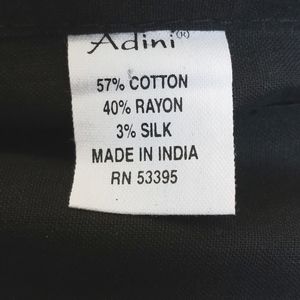 Adini®
57% COTTON
40% RAYON
3% SILK
MADE IN INDIA
RN 53395